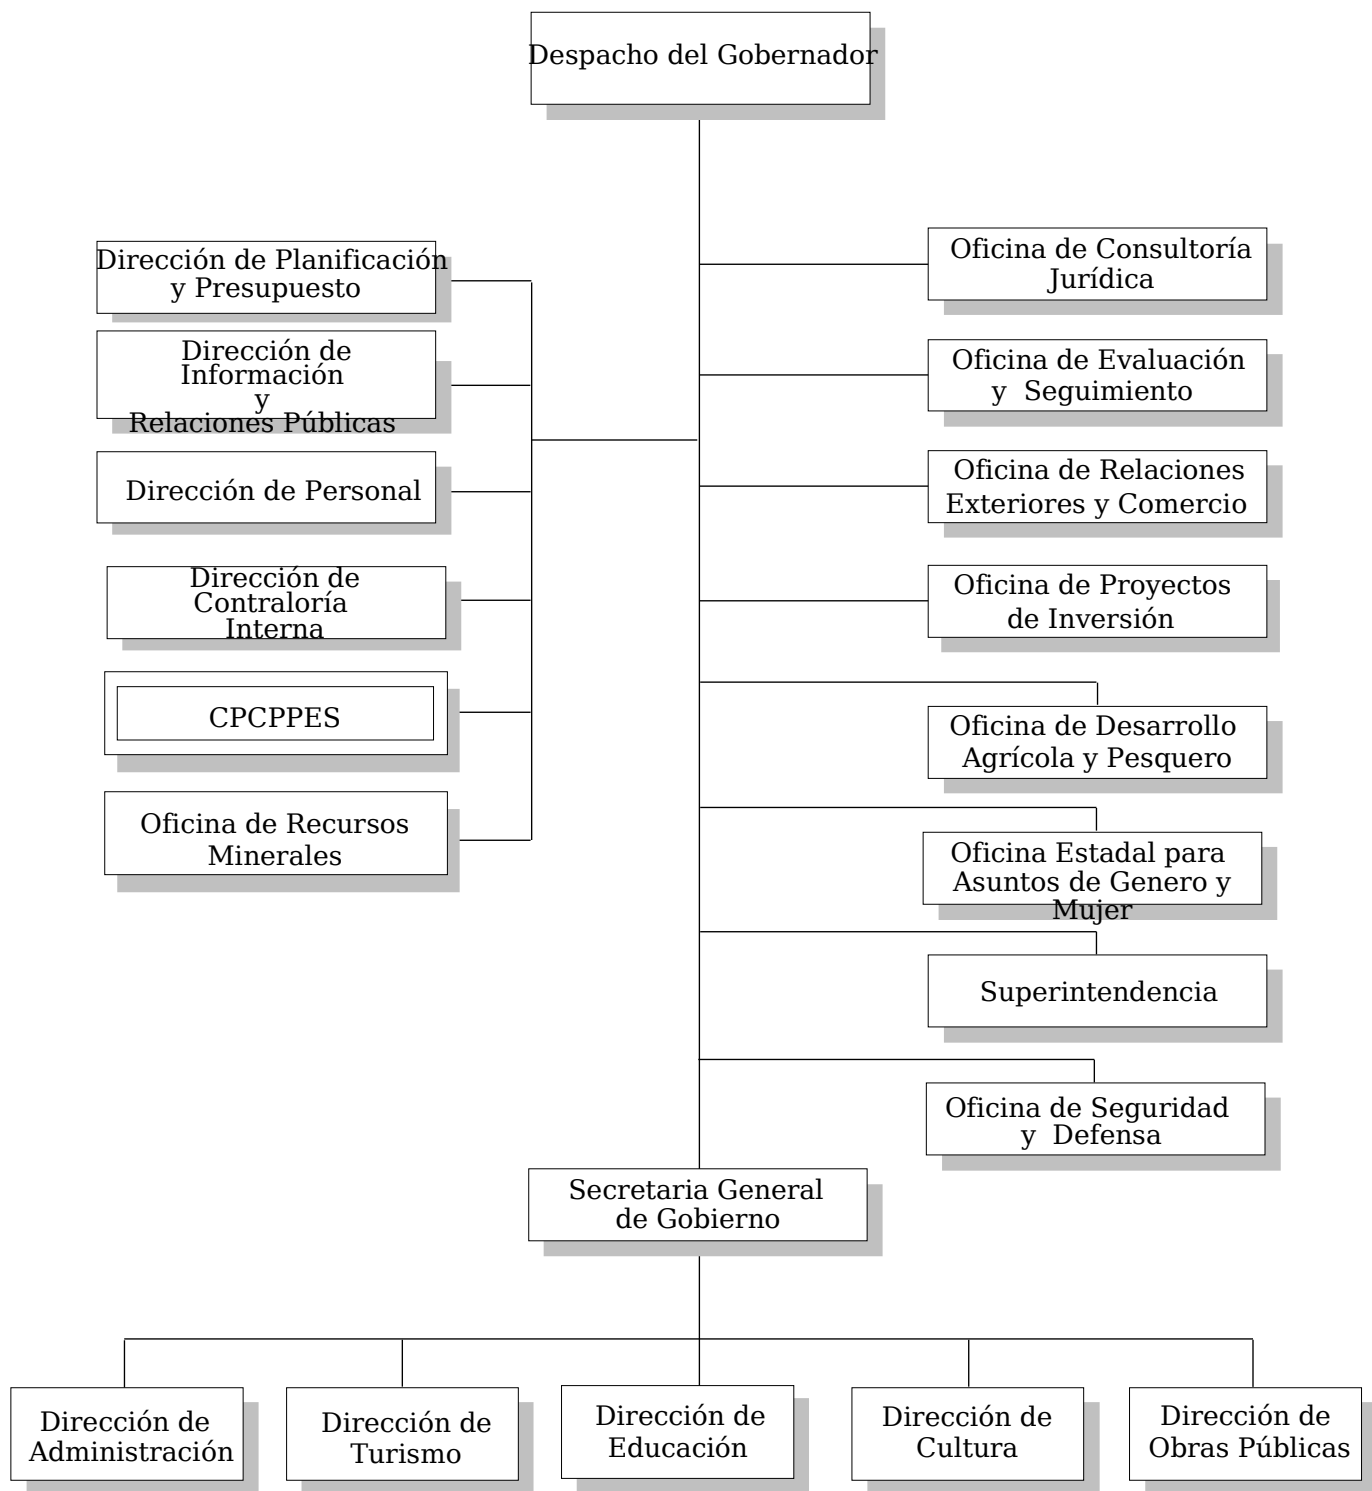 Despacho del Gobernador
Dirección de Planificación
y Presupuesto
Dirección de
Información
y
Relaciones Públicas
Dirección de Personal
Dirección de
Contraloría
Interna
CPCPPES
Oficina de Recursos
Minerales
Oficina de Consultoría
Jurídica
Oficina de Evaluación
y Seguimiento
Oficina de Relaciones
Exteriores y Comercio
Oficina de Proyectos
de Inversión
Oficina de Desarrollo
Agrícola y Pesquero
Oficina Estadal para
Asuntos de Genero y
Mujer
Superintendencia
Oficina de Seguridad
y Defensa
Secretaria General
de Gobierno
Dirección de
Administración
Dirección de
Turismo
Dirección de
Educación
Dirección de
Cultura
Dirección de
Obras Públicas